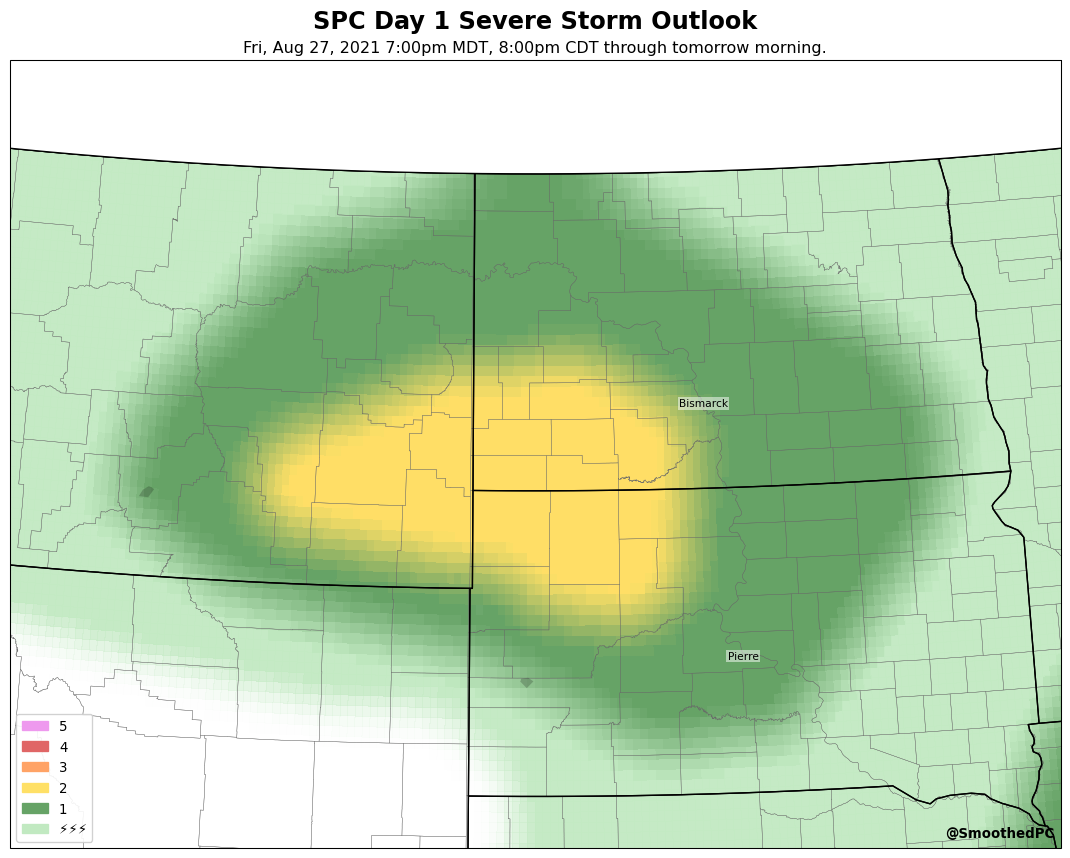 SPC Day 1 Severe Storm Outlook
Fri, Aug 27, 2021 7:00pm MDT, 8:00pm CDT through tomorrow morning.
Bismarck
Pierre
5
4
3
2
1
⚡⚡⚡
@SmoothedPC